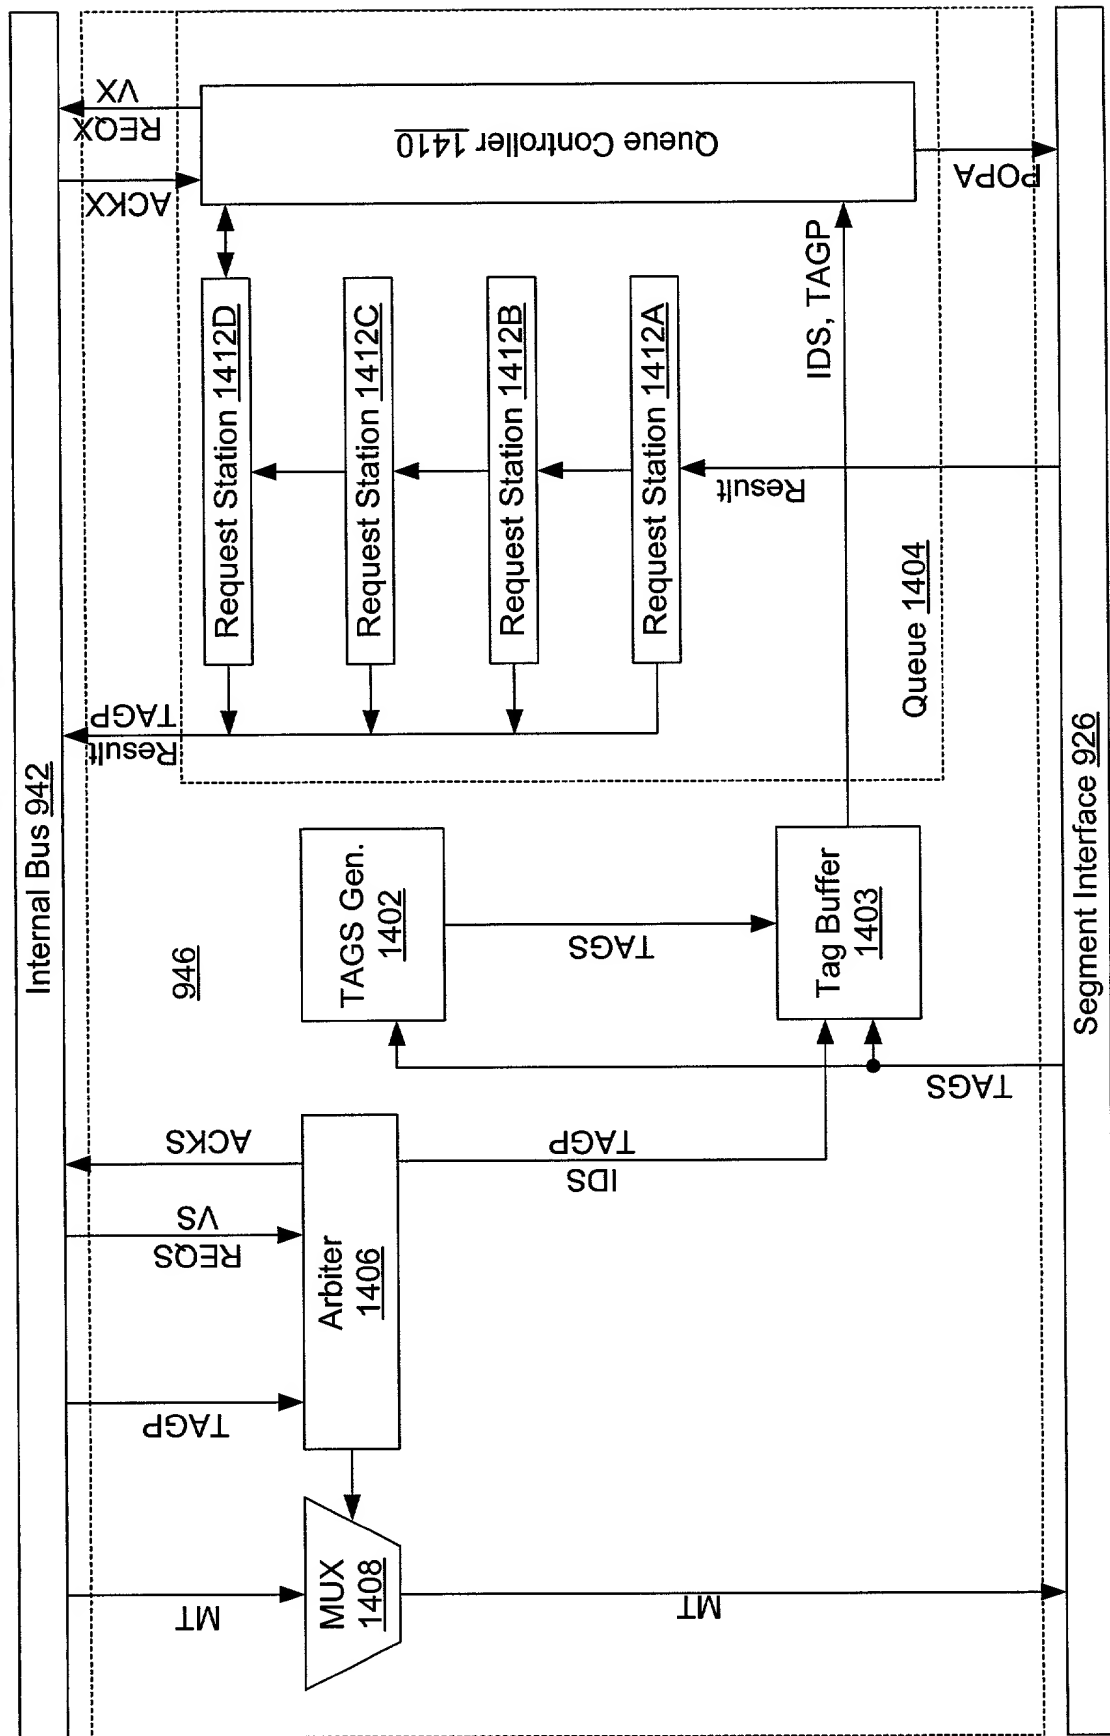 Internal Bus 942
946
MT
TAGP
REQS
VS
ACKS
Result
TAGP
ACKX
REQX
VX
MUX
1408
Arbiter
1406
TAGS Gen.
1402
Request Station 1412D
Request Station 1412C
Request Station 1412B
Request Station 1412A
Queue Controller 1410
MT
IDS
TAGP
TAGS
TAGS
Tag Buffer
1403
Result
IDS, TAGP
Queue 1404
POPA
Segment Interface 926